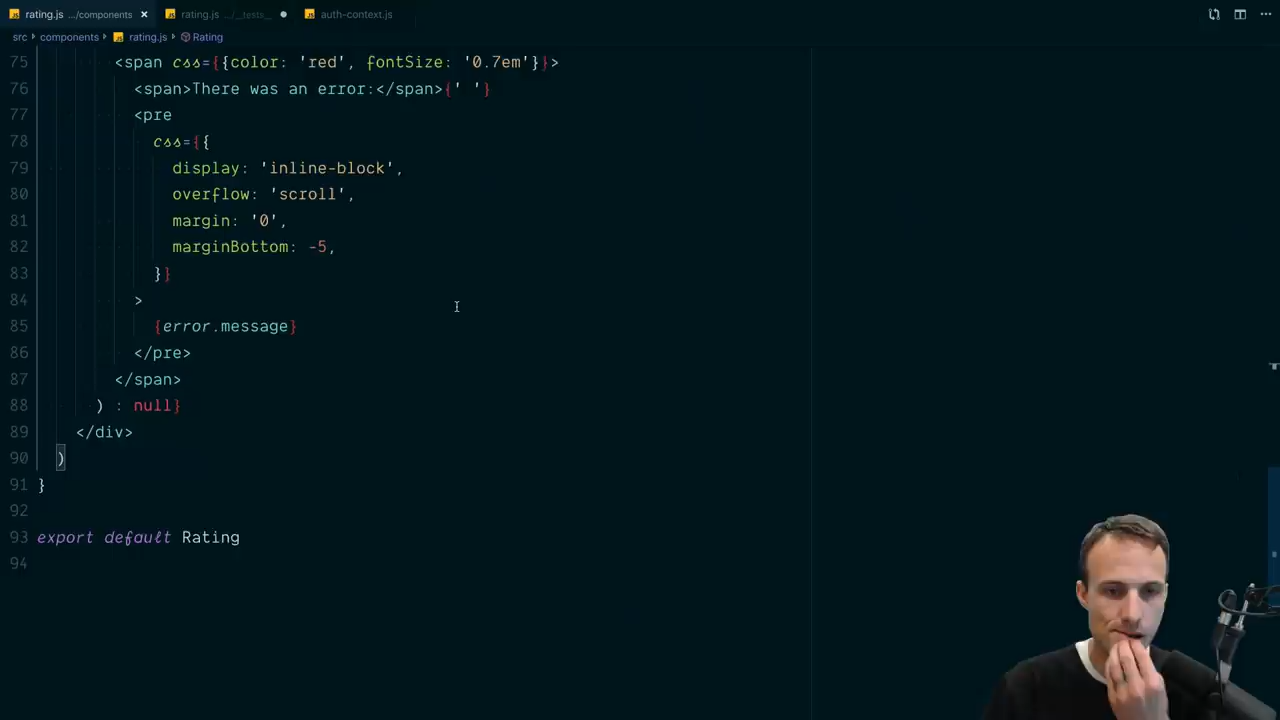 rating.js .../components × rating.js .../__tests__ auth-context.js
src > components > rating.js > Rating
75 <span css={{color: 'red', fontSize: '0.7em'}}>
76 <span>There was an error:</span>{' '}
77 <pre
78 css={{
79 display: 'inline-block',
80 overflow: 'scroll',
81 margin: '0',
82 marginBottom: -5,
83 }}
84 >
85 {error.message}
86 </pre>
87 </span>
88 ) : null}
89 </div>
90 )
91 }
92
93 export default Rating
94